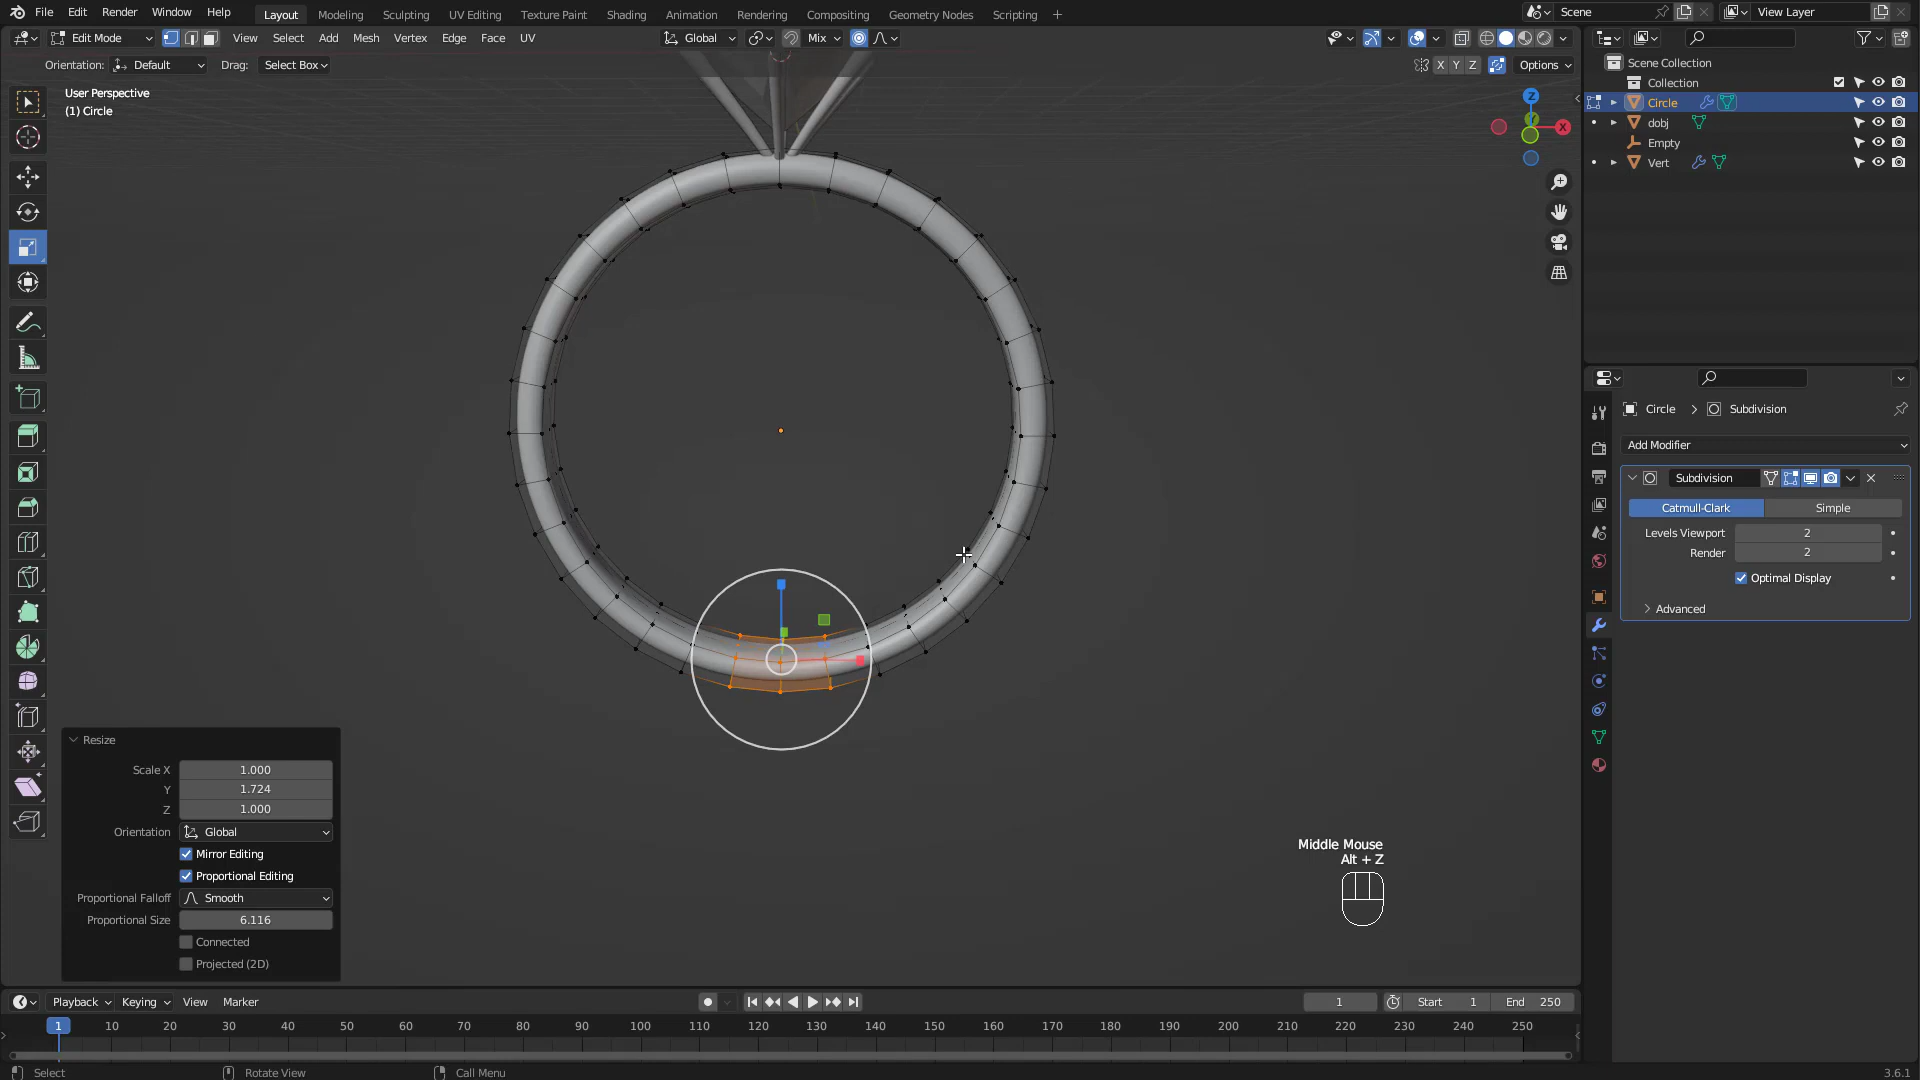 File Edit Render Window Help
Layout Modeling Sculpting UV Editing Texture Paint Shading Animation Rendering Compositing Geometry Nodes Scripting +
Scene
View Layer
Edit Mode View Select Add Mesh Vertex Edge Face UV
Global Mix
Orientation: Default Drag: Select Box
X Y Z Options
User Perspective
(1) Circle
Z
X
Scene Collection
Collection
Circle
dobj
Empty
Vert
Circle > Subdivision
Add Modifier
Subdivision
Catmull-Clark Simple
Levels Viewport 2
Render 2
Optimal Display
Advanced
Resize
Scale X 1.000
Y 1.724
Z 1.000
Orientation Global
Mirror Editing
Proportional Editing
Proportional Falloff Smooth
Proportional Size 6.116
Connected
Projected (2D)
Middle Mouse
Alt + Z
Playback Keying View Marker
1 Start 1 End 250
1 10 20 30 40 50 60 70 80 90 100 110 120 130 140 150 160 170 180 190 200 210 220 230 240 250
Select Rotate View Call Menu 3.6.1